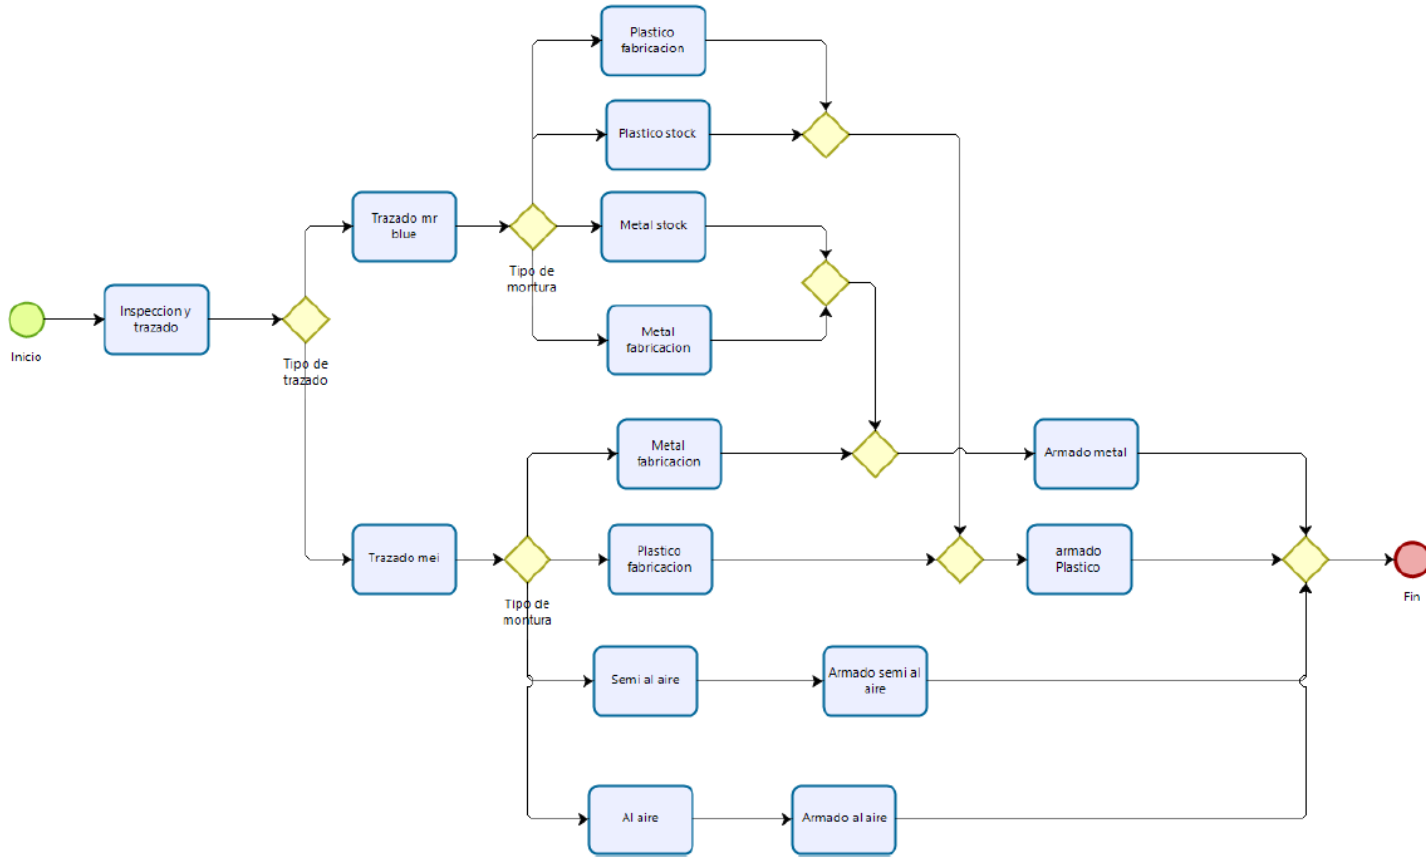 Plastico
fabricacion
Plastico stock
Trazado mr
blue
Metal stock
Tipo de
mortura
Inspeccion y
trazado
Inicio
Tipo de
trazado
Metal
fabricacion
Metal
fabricacion
Armado metal
Trazado mei
Tipo de
montura
Plastico
fabricacion
armado
Plastico
Fin
Semi al aire
Armado semi al
aire
Al aire
Armado al aire